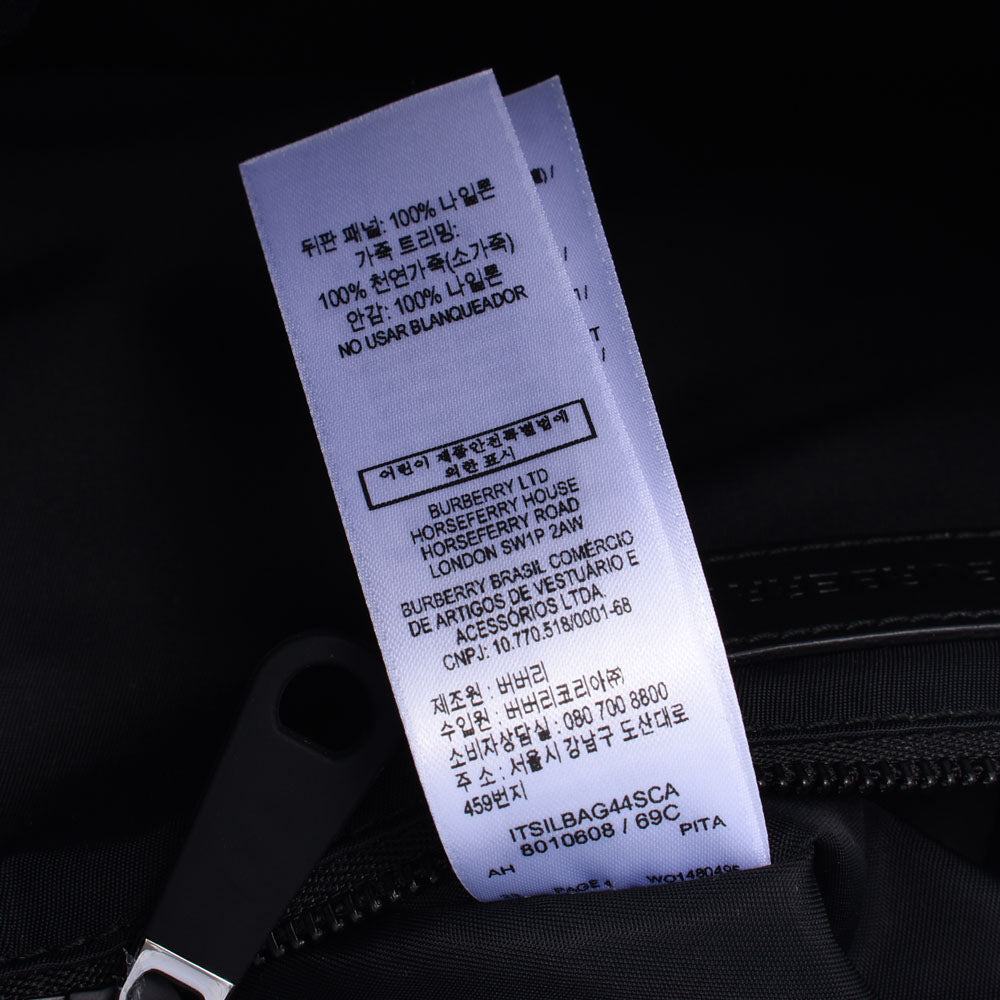 뒤판 패널: 100% 나일론
가죽 트리밍:
100% 천연가죽(소가죽)
안감: 100% 나일론
NO USAR BLANQUEADOR
어린이 제품안전특별법에
의한 표시
BURBERRY LTD
HORSEFERRY HOUSE
HORSEFERRY ROAD
LONDON SW1P 2AW
BURBERRY BRASIL COMÉRCIO
DE ARTIGOS DE VESTUÁRIO E
ACESSÓRIOS LTDA
CNPJ: 10.770.518/0001-68
제조원 : 버버리
수입원 : 버버리코리아㈜
소비자상담실 : 080 700 8800
주 소 : 서울시 강남구 도산대로
459번지
ITSILBAG44SCA
8010608 / 69C
AH PITA
PAGE 1 WO1480495